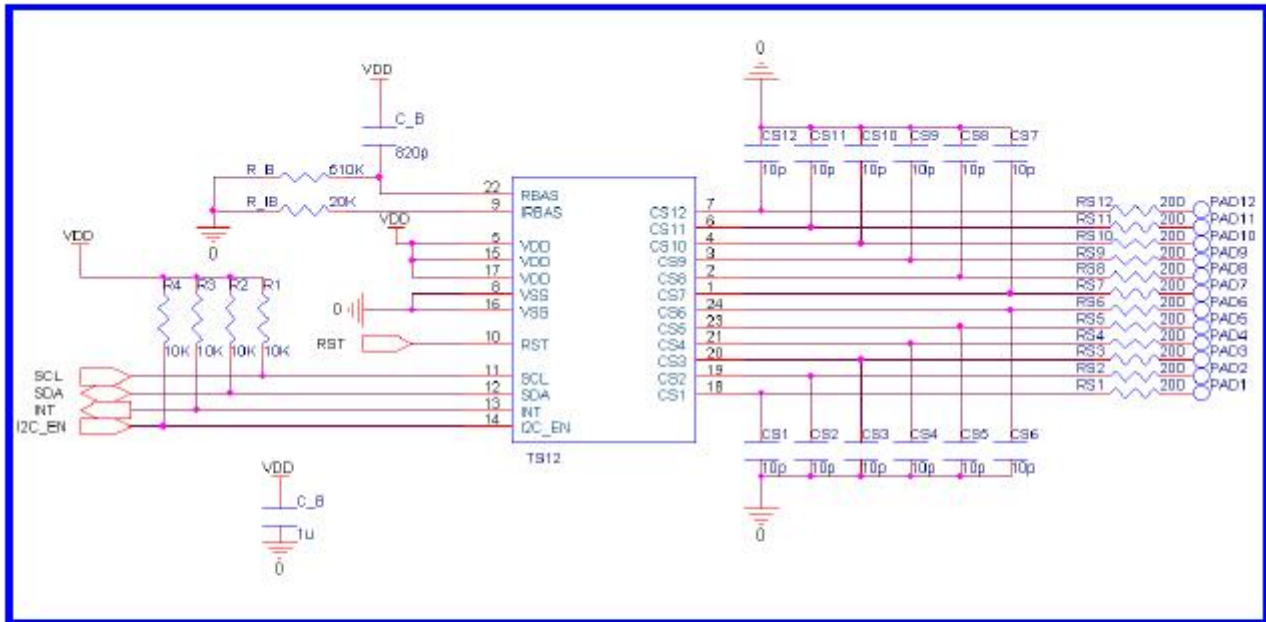 0
VDD
C_B
820p
CS12 CS11 CS10 CS9 CS8 CS7
10p 10p 10p 10p 10p 10p
R_B 510K
R_IB 20K
0
VDD
VDD
22 RBAS
9 IRBAS
5 VDD
15 VDD
17 VDD
8 VSS
16 VSS
0
RST 10 RST
11 SCL
12 SDA
13 INT
14 I2C_EN
TS12
R4 R3 R2 R1
10K 10K 10K 10K
SCL
SDA
INT
I2C_EN
CS12 7 RS12 200 PAD12
CS11 6 RS11 200 PAD11
CS10 4 RS10 200 PAD10
CS9 3 RS9 200 PAD9
CS8 2 RS8 200 PAD8
CS7 1 RS7 200 PAD7
CS6 24 RS6 200 PAD6
CS5 23 RS5 200 PAD5
CS4 21 RS4 200 PAD4
CS3 20 RS3 200 PAD3
CS2 19 RS2 200 PAD2
CS1 18 RS1 200 PAD1
CS1 CS2 CS3 CS4 CS5 CS6
10p 10p 10p 10p 10p 10p
0
VDD
C_B
1u
0